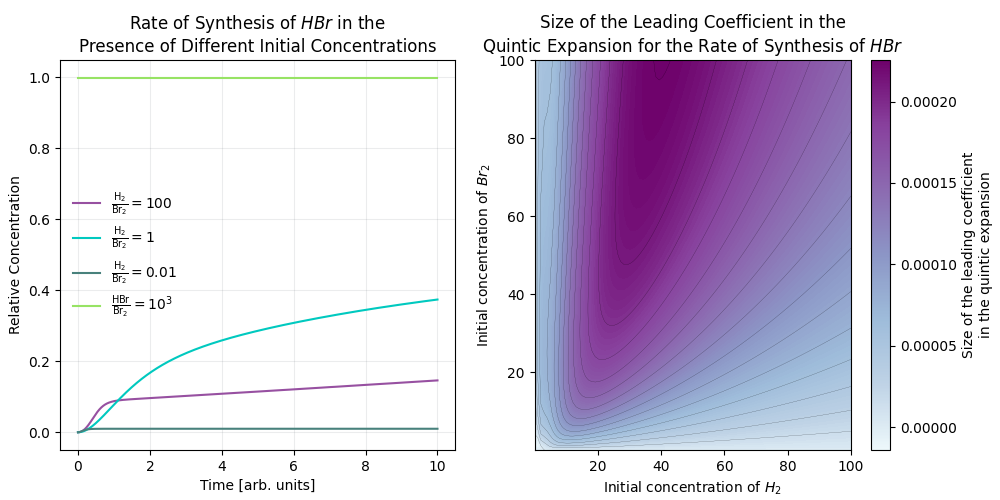 Rate of Synthesis of HBr in the
Presence of Different Initial Concentrations
Relative Concentration
1.0
0.8
0.6
0.4
0.2
0.0
H₂/Br₂ = 100
H₂/Br₂ = 1
H₂/Br₂ = 0.01
HBr/Br₂ = 10³
0 2 4 6 8 10
Time [arb. units]
Size of the Leading Coefficient in the
Quintic Expansion for the Rate of Synthesis of HBr
Initial concentration of Br₂
100
80
60
40
20
20 40 60 80 100
Initial concentration of H₂
0.00020
0.00015
0.00010
0.00005
0.00000
Size of the leading coefficient
in the quintic expansion